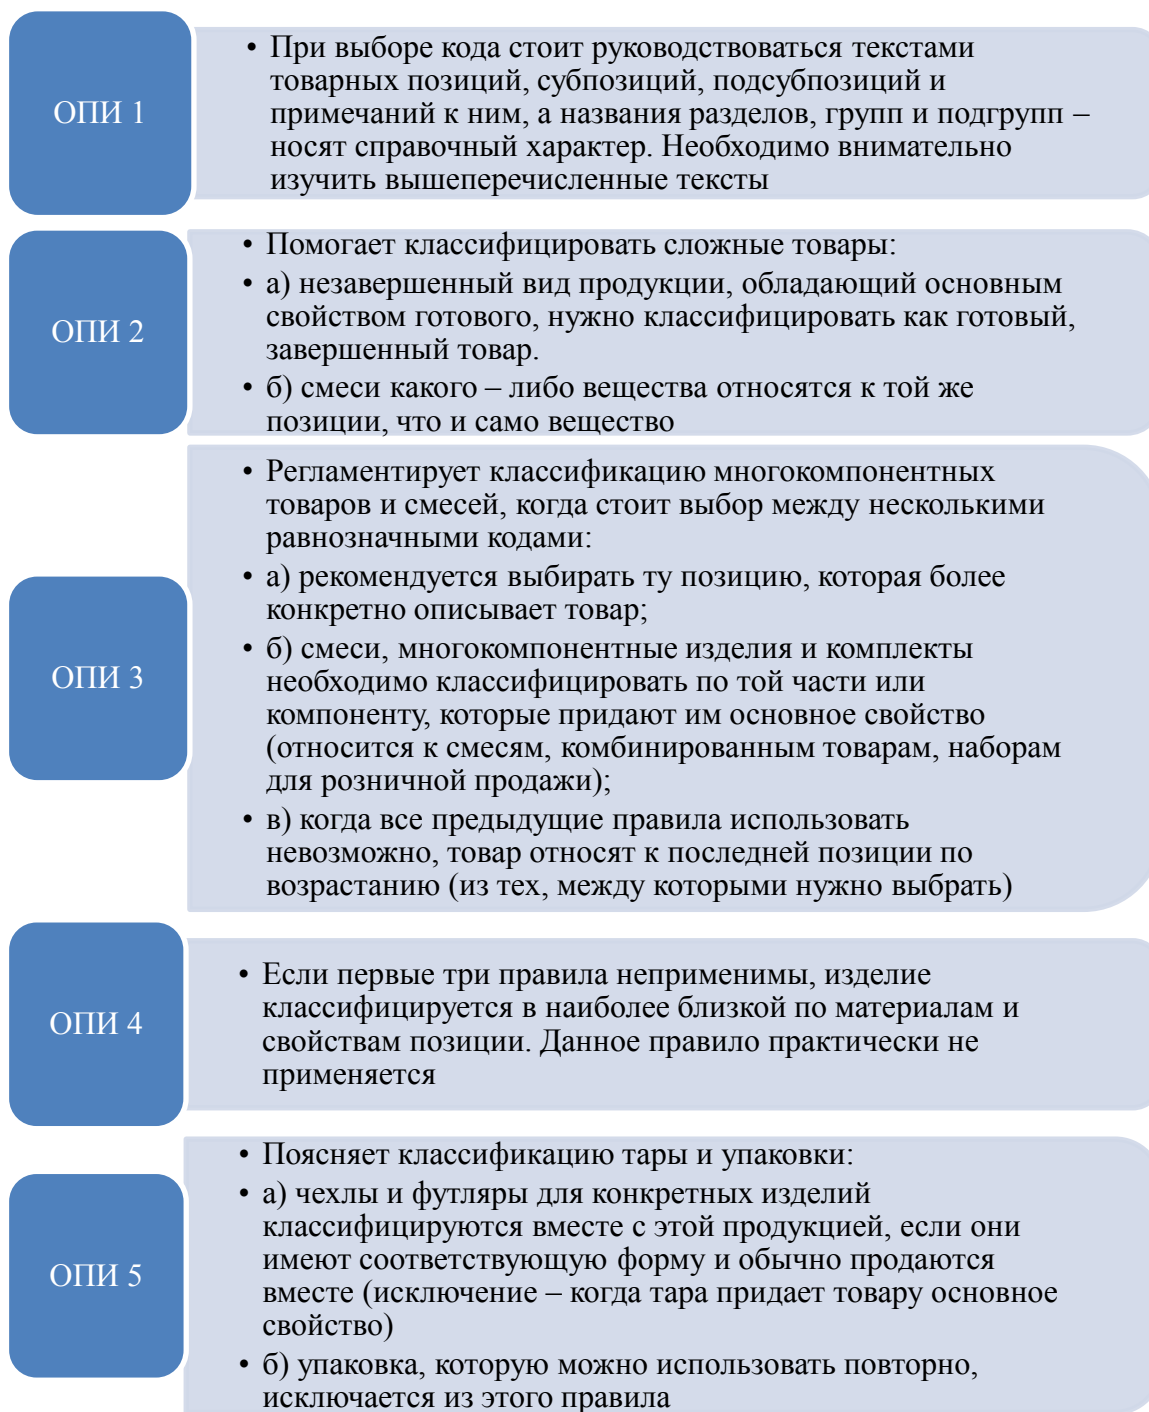 ОПИ 1
• При выборе кода стоит руководствоваться текстами
товарных позиций, субпозиций, подсубпозиций и
примечаний к ним, а названия разделов, групп и подгрупп –
носят справочный характер. Необходимо внимательно
изучить вышеперечисленные тексты
ОПИ 2
• Помогает классифицировать сложные товары:
• а) незавершенный вид продукции, обладающий основным
свойством готового, нужно классифицировать как готовый,
завершенный товар.
• б) смеси какого – либо вещества относятся к той же
позиции, что и само вещество
ОПИ 3
• Регламентирует классификацию многокомпонентных
товаров и смесей, когда стоит выбор между несколькими
равнозначными кодами:
• а) рекомендуется выбирать ту позицию, которая более
конкретно описывает товар;
• б) смеси, многокомпонентные изделия и комплекты
необходимо классифицировать по той части или
компоненту, которые придают им основное свойство
(относится к смесям, комбинированным товарам, наборам
для розничной продажи);
• в) когда все предыдущие правила использовать
невозможно, товар относят к последней позиции по
возрастанию (из тех, между которыми нужно выбрать)
ОПИ 4
• Если первые три правила неприменимы, изделие
классифицируется в наиболее близкой по материалам и
свойствам позиции. Данное правило практически не
применяется
ОПИ 5
• Поясняет классификацию тары и упаковки:
• а) чехлы и футляры для конкретных изделий
классифицируются вместе с этой продукцией, если они
имеют соответствующую форму и обычно продаются
вместе (исключение – когда тара придает товару основное
свойство)
• б) упаковка, которую можно использовать повторно,
исключается из этого правила